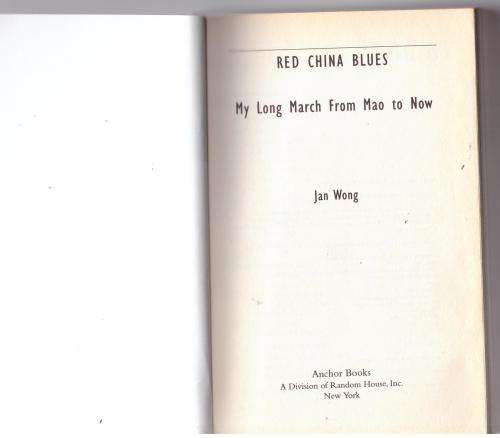 RED CHINA BLUES
My Long March From Mao to Now
Jan Wong
Anchor Books
A Division of Random House, Inc.
New York